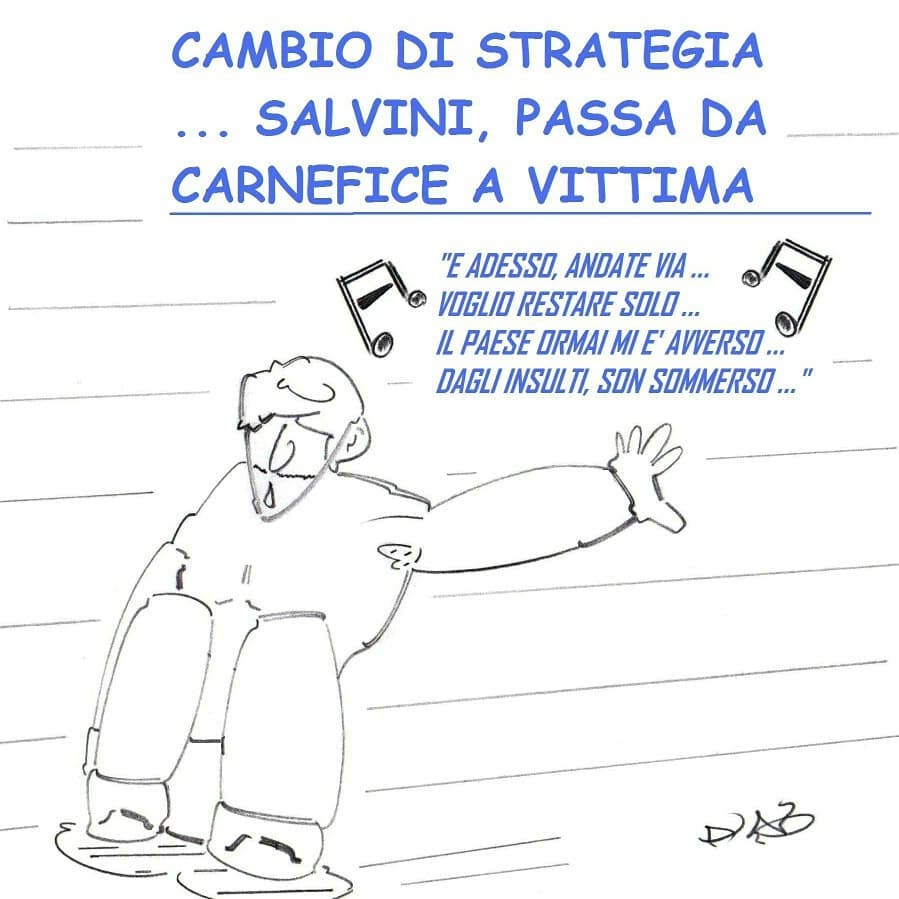 CAMBIO DI STRATEGIA
... SALVINI, PASSA DA
CARNEFICE A VITTIMA
"E ADESSO, ANDATE VIA ...
VOGLIO RESTARE SOLO ...
IL PAESE ORMAI MI E' AVVERSO ...
DAGLI INSULTI, SON SOMMERSO ..."